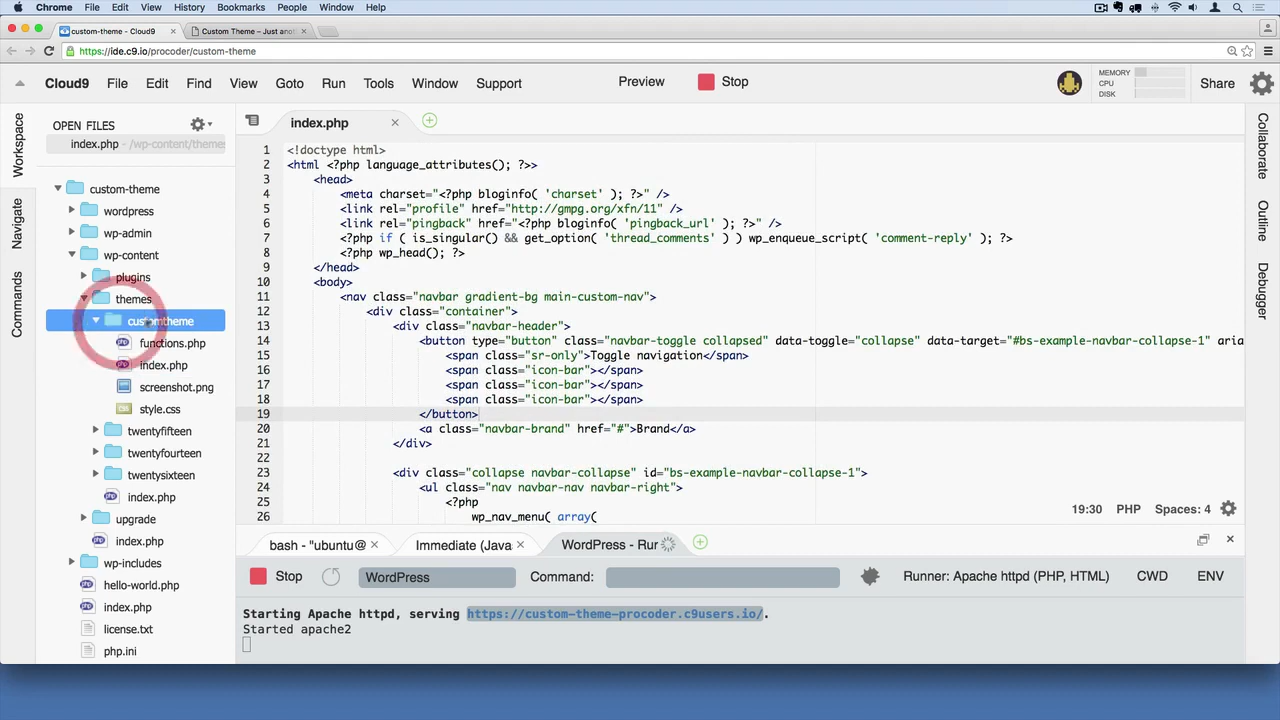 Chrome File Edit View History Bookmarks People Window Help
custom-theme - Cloud9 Custom Theme – Just anot
https://ide.c9.io/procoder/custom-theme
Cloud9 File Edit Find View Goto Run Tools Window Support Preview Stop MEMORY CPU DISK Share
Workspace
Navigate
Commands
OPEN FILES
index.php - /wp-content/themes
custom-theme
wordpress
wp-admin
wp-content
plugins
themes
customtheme
functions.php
index.php
screenshot.png
style.css
twentyfifteen
twentyfourteen
twentysixteen
index.php
upgrade
index.php
wp-includes
hello-world.php
index.php
license.txt
php.ini
index.php
1 <!doctype html>
2 <html <?php language_attributes(); ?>>
3 <head>
4 <meta charset="<?php bloginfo( 'charset' ); ?>" />
5 <link rel="profile" href="http://gmpg.org/xfn/11" />
6 <link rel="pingback" href="<?php bloginfo( 'pingback_url' ); ?>" />
7 <?php if ( is_singular() && get_option( 'thread_comments' ) ) wp_enqueue_script( 'comment-reply' ); ?>
8 <?php wp_head(); ?>
9 </head>
10 <body>
11 <nav class="navbar gradient-bg main-custom-nav">
12 <div class="container">
13 <div class="navbar-header">
14 <button type="button" class="navbar-toggle collapsed" data-toggle="collapse" data-target="#bs-example-navbar-collapse-1" aria
15 <span class="sr-only">Toggle navigation</span>
16 <span class="icon-bar"></span>
17 <span class="icon-bar"></span>
18 <span class="icon-bar"></span>
19 </button>
20 <a class="navbar-brand" href="#">Brand</a>
21 </div>
22
23 <div class="collapse navbar-collapse" id="bs-example-navbar-collapse-1">
24 <ul class="nav navbar-nav navbar-right">
25 <?php
26 wp_nav_menu( array(
19:30 PHP Spaces: 4
bash - "ubuntu@ Immediate (Java WordPress - Rur
Stop WordPress Command: Runner: Apache httpd (PHP, HTML) CWD ENV
Starting Apache httpd, serving https://custom-theme-procoder.c9users.io/.
Started apache2
Collaborate
Outline
Debugger